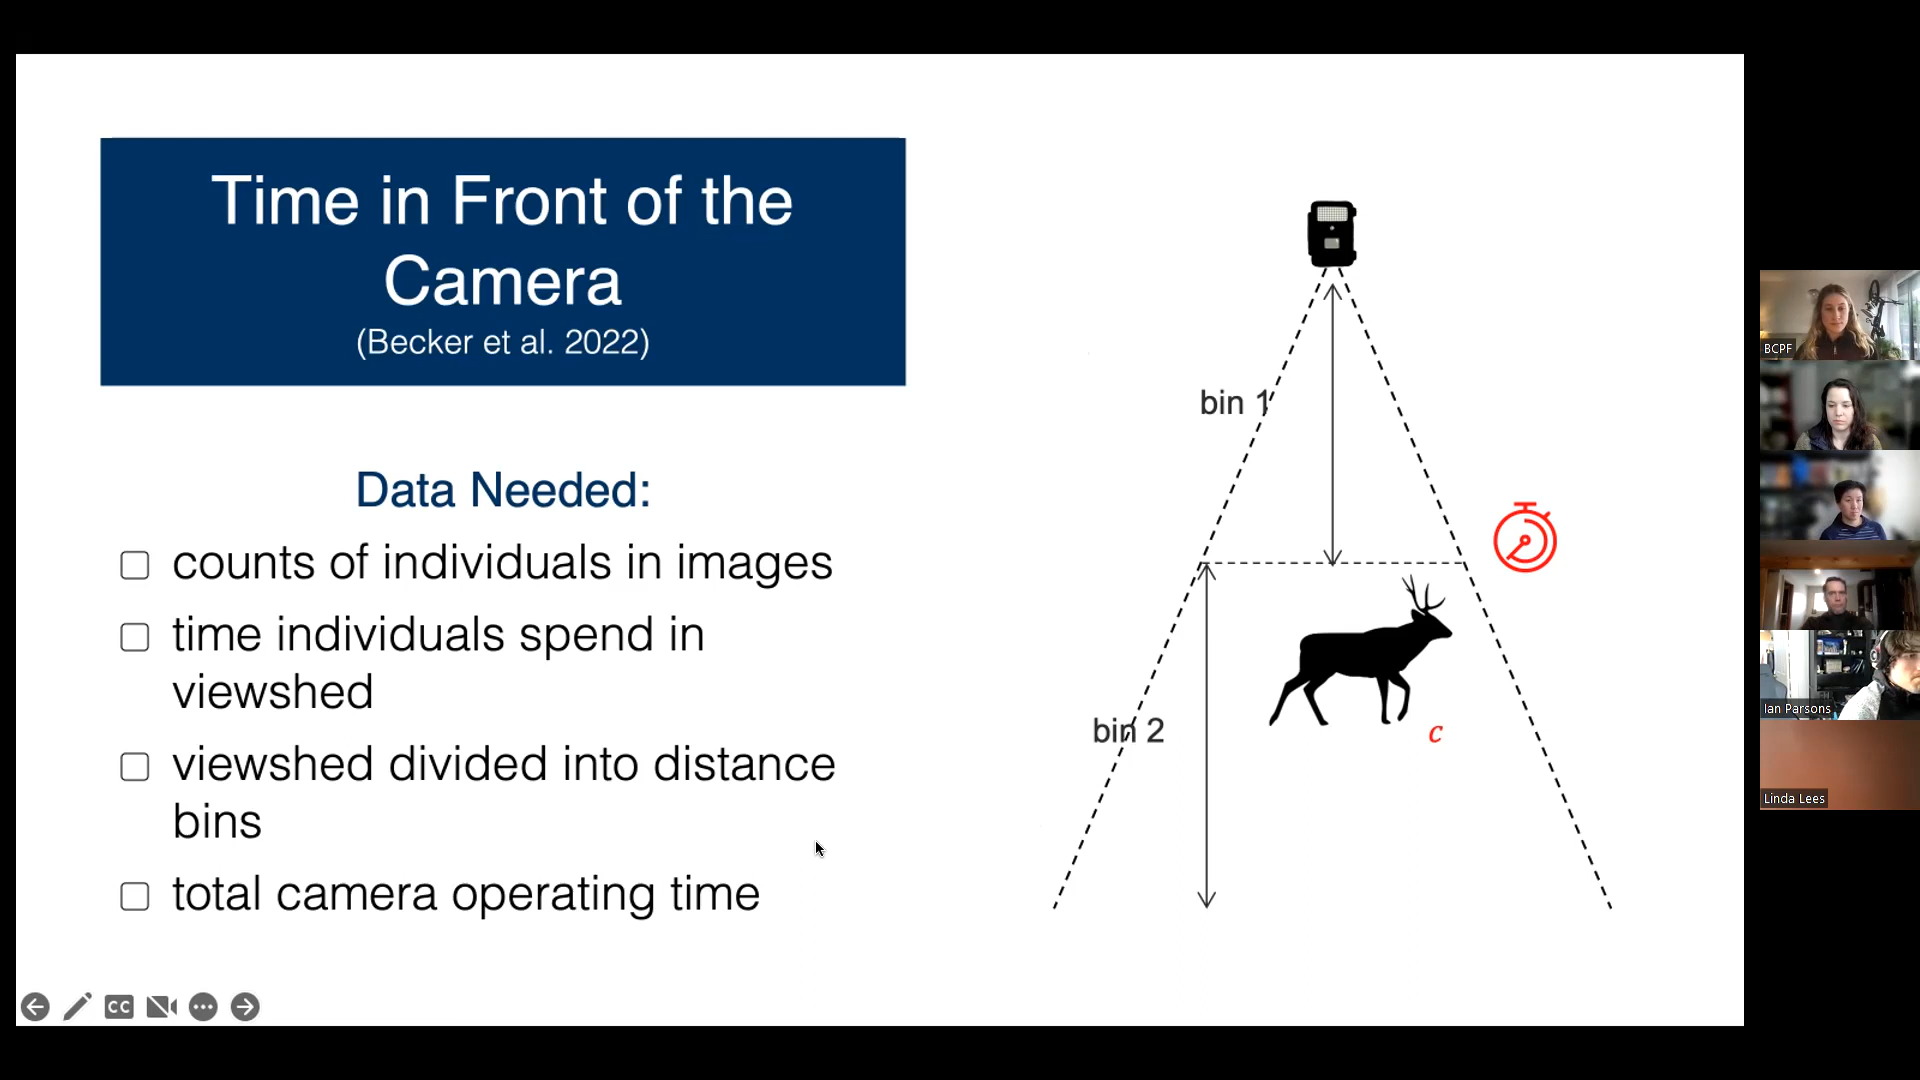 Time in Front of the
Camera
(Becker et al. 2022)
Data Needed:
counts of individuals in images
time individuals spend in
viewshed
viewshed divided into distance
bins
total camera operating time
bin 1
bin 2
c
CC
BCPF
Ian Parsons
Linda Lees